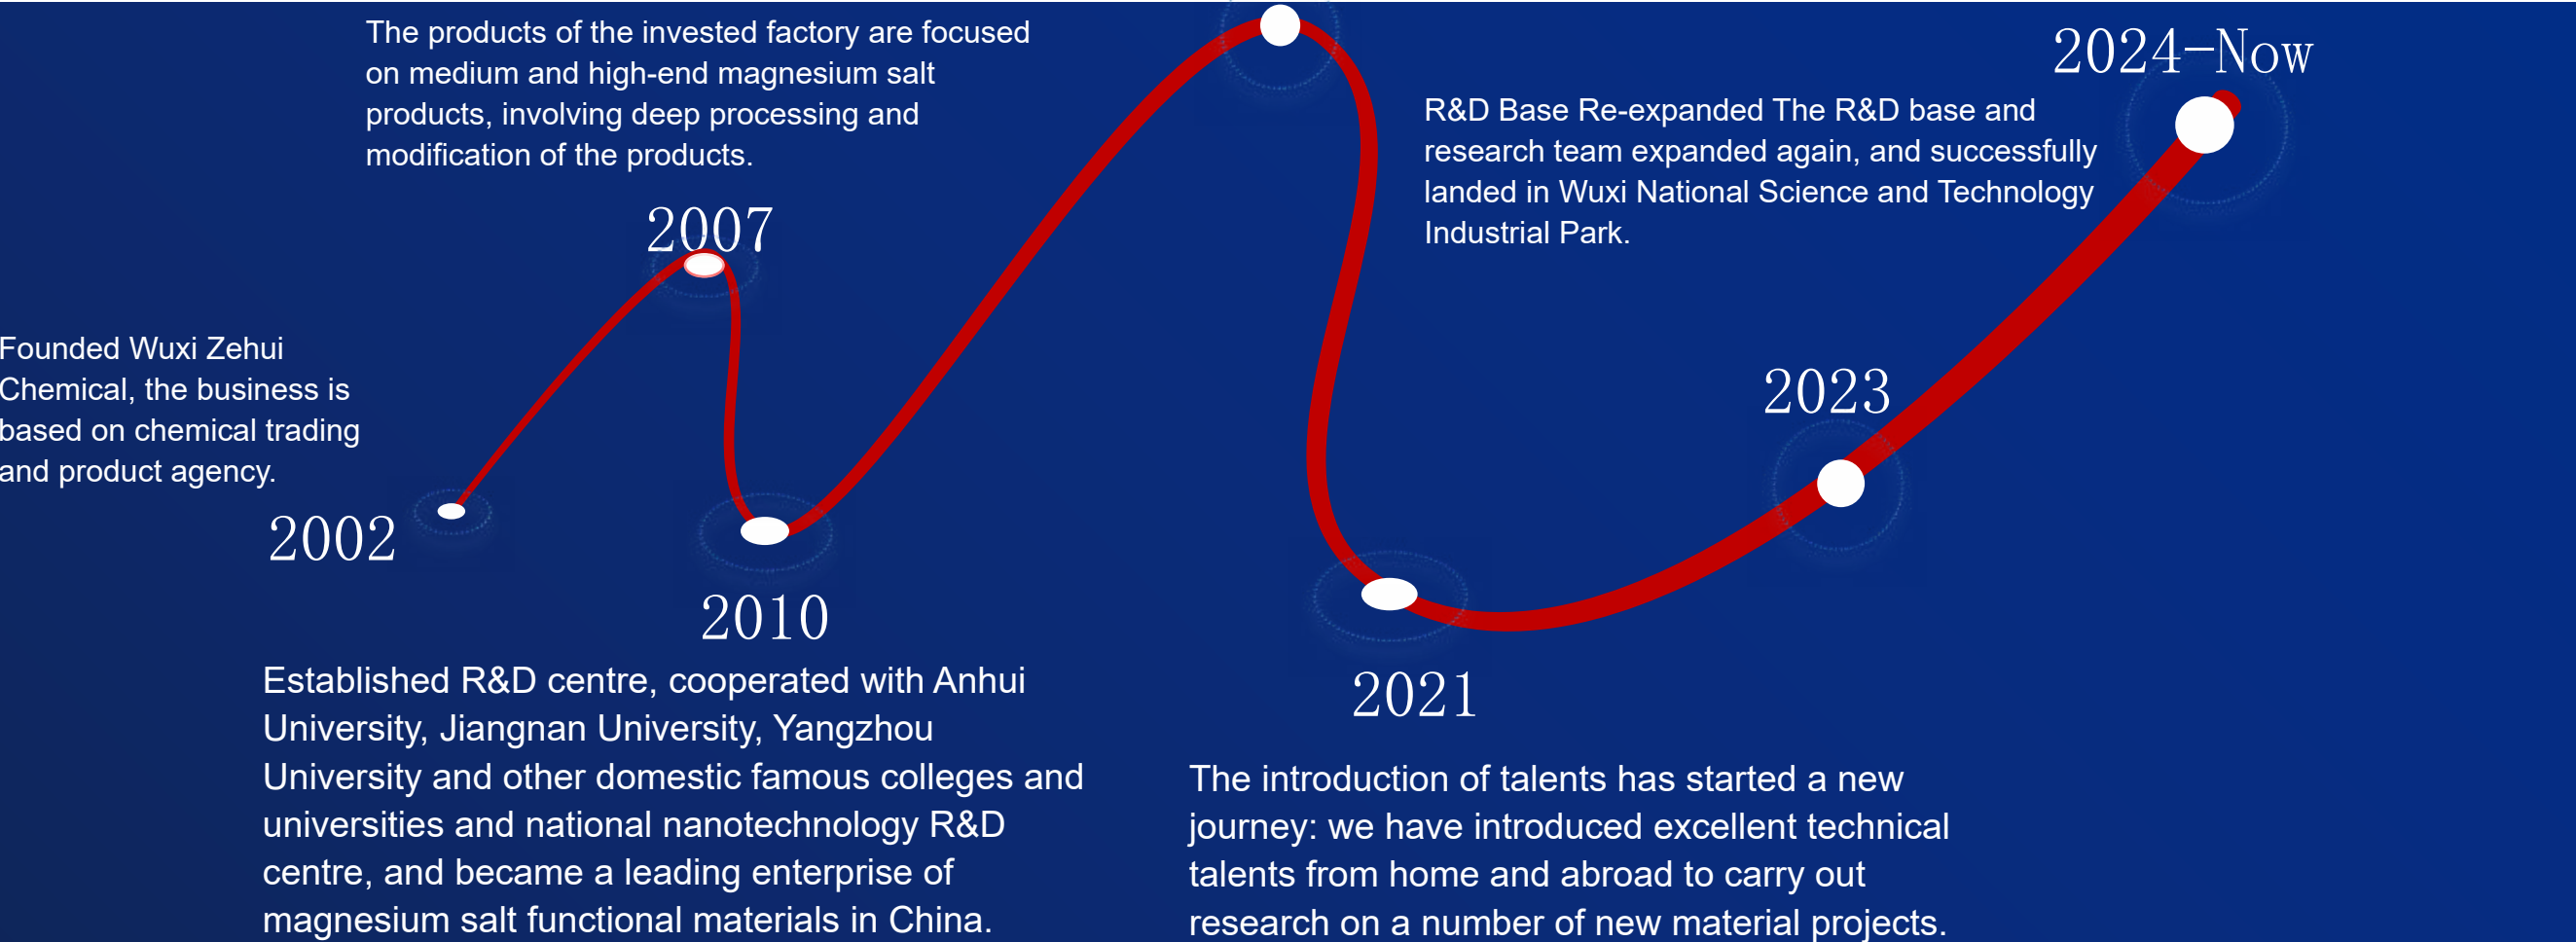 The products of the invested factory are focused
on medium and high-end magnesium salt
products, involving deep processing and
modification of the products.
2007
Founded Wuxi Zehui
Chemical, the business is
based on chemical trading
and product agency.
2002
2010
Established R&D centre, cooperated with Anhui
University, Jiangnan University, Yangzhou
University and other domestic famous colleges and
universities and national nanotechnology R&D
centre, and became a leading enterprise of
magnesium salt functional materials in China.
2021
The introduction of talents has started a new
journey: we have introduced excellent technical
talents from home and abroad to carry out
research on a number of new material projects.
2023
R&D Base Re-expanded The R&D base and
research team expanded again, and successfully
landed in Wuxi National Science and Technology
Industrial Park.
2024-Now